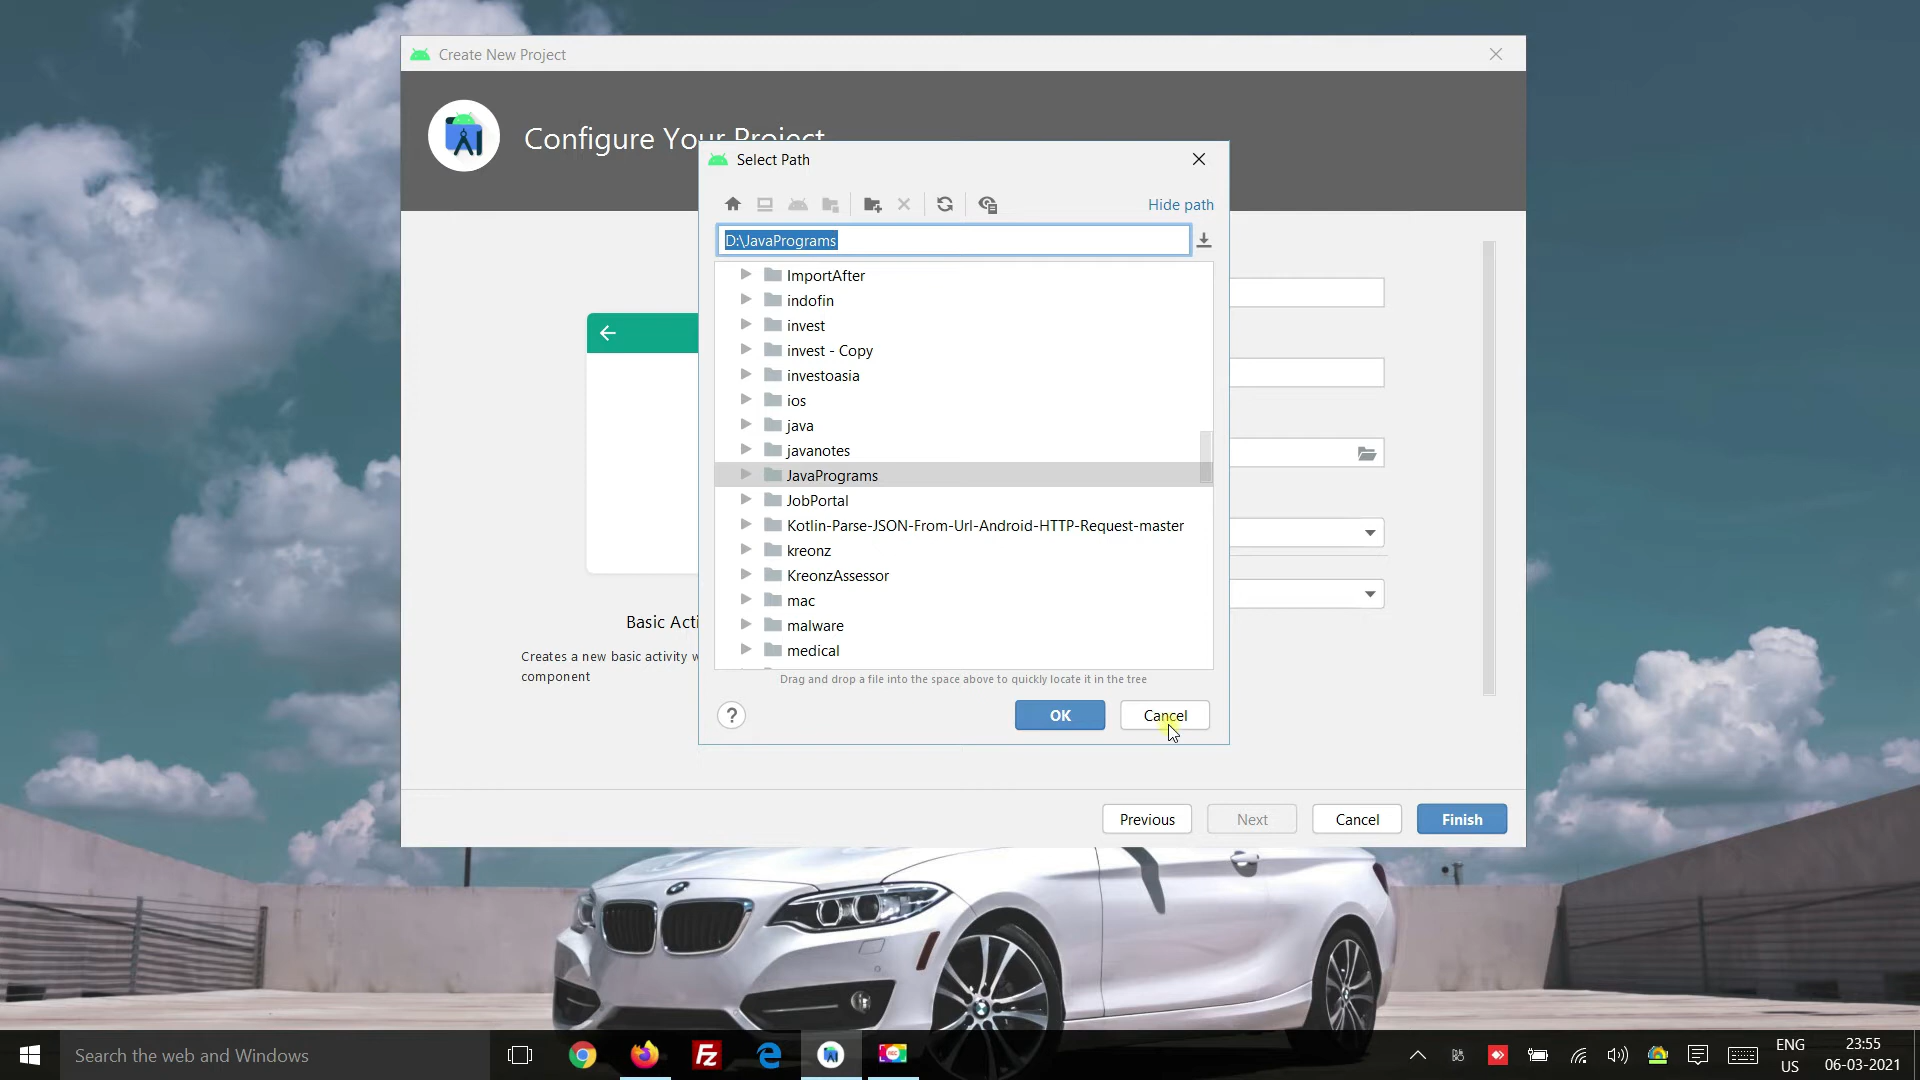 Create New Project
Configure Your Project
Select Path
Hide path
D:\JavaPrograms
ImportAfter
indofin
invest
invest - Copy
investoasia
ios
java
javanotes
JavaPrograms
JobPortal
Kotlin-Parse-JSON-From-Url-Android-HTTP-Request-master
kreonz
KreonzAssessor
mac
malware
medical
Drag and drop a file into the space above to quickly locate it in the tree
?
OK
Cancel
Basic Acti
Creates a new basic activity w
component
Previous
Next
Cancel
Finish
Search the web and Windows
ENG
US
23:55
06-03-2021